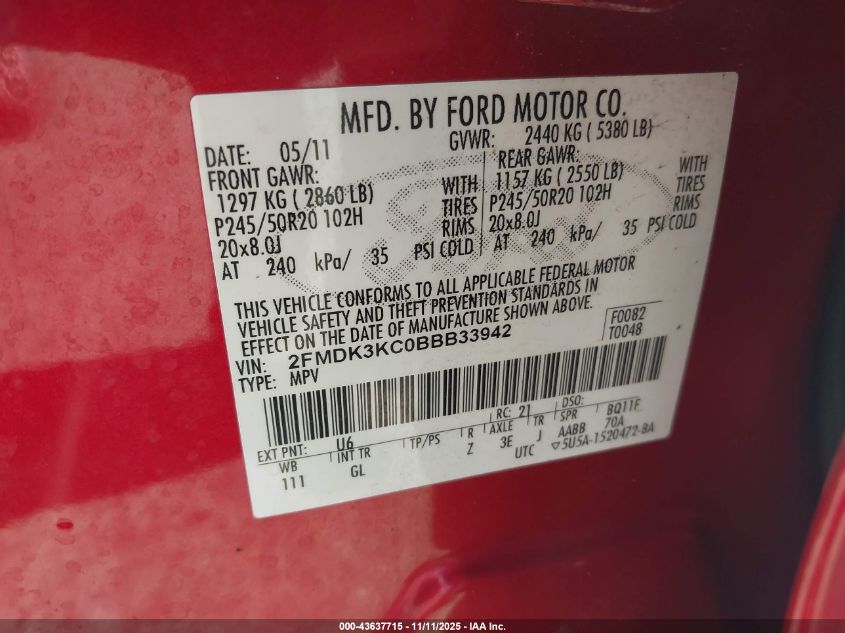 MFD. BY FORD MOTOR CO.
DATE: 05/11 GVWR: 2440 KG ( 5380 LB)
FRONT GAWR: REAR GAWR:
1297 KG ( 2860 LB) WITH 1157 KG ( 2550 LB) WITH
P245/50R20 102H TIRES P245/50R20 102H TIRES
20x8.0J RIMS 20x8.0J RIMS
AT 240 kPa/ 35 PSI COLD AT 240 kPa/ 35 PSI COLD
THIS VEHICLE CONFORMS TO ALL APPLICABLE FEDERAL MOTOR
VEHICLE SAFETY AND THEFT PREVENTION STANDARDS IN
EFFECT ON THE DATE OF MANUFACTURE SHOWN ABOVE.
VIN: 2FMDK3KC0BBB33942 F0082
TYPE: MPV T0048
EXT PNT: U6 RC: 21 DSO:
WB INT TR TP/PS R AXLE TR SPR BQ11F
111 GL Z 3E J AABB 70A
UTC ▽5U5A-1520472-BA
000-43637715 - 11/11/2025 - IAA Inc.